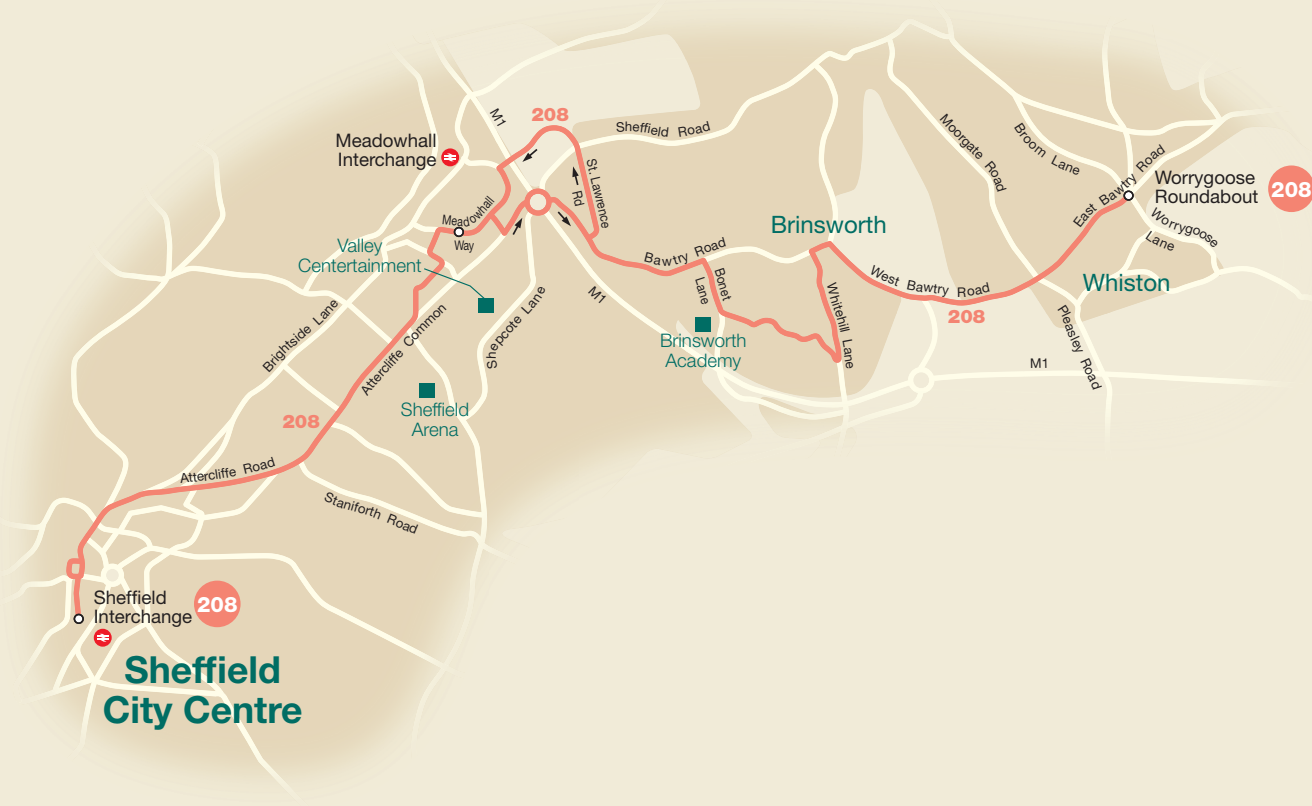 M1
208
Sheffield Road
Meadowhall
Interchange
St. Lawrence
Rd
Moorgate Road
Broom Lane
East Bawtry Road
Worrygoose
Roundabout
208
Meadowhall
Way
Valley
Centertainment
Brinsworth
Worrygoose
Lane
Bawtry Road
Bonet
Lane
West Bawtry Road
208
Whiston
M1
Whitehill Lane
Brightside Lane
Attercliffe Common
Shepcote Lane
Brinsworth
Academy
Pleasley Road
M1
Sheffield
Arena
208
Attercliffe Road
Staniforth Road
Sheffield
Interchange
208
Sheffield
City Centre